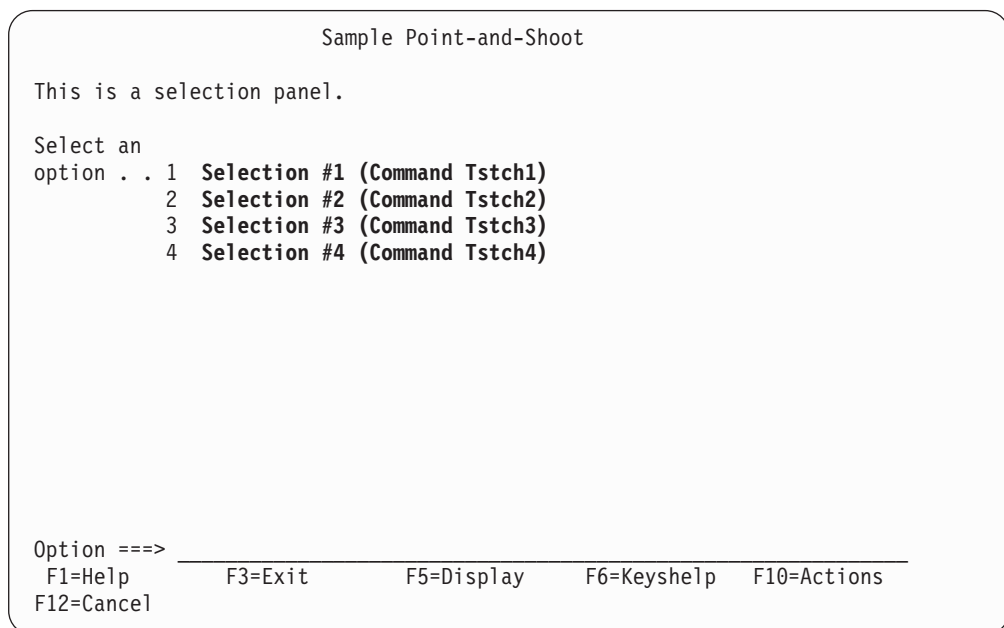 Sample Point-and-Shoot
This is a selection panel.
Select an
option . . 1 Selection #1 (Command Tstch1)
2 Selection #2 (Command Tstch2)
3 Selection #3 (Command Tstch3)
4 Selection #4 (Command Tstch4)
Option ===> ______________________________________________________________
F1=Help F3=Exit F5=Display F6=Keyshelp F10=Actions
F12=Cancel